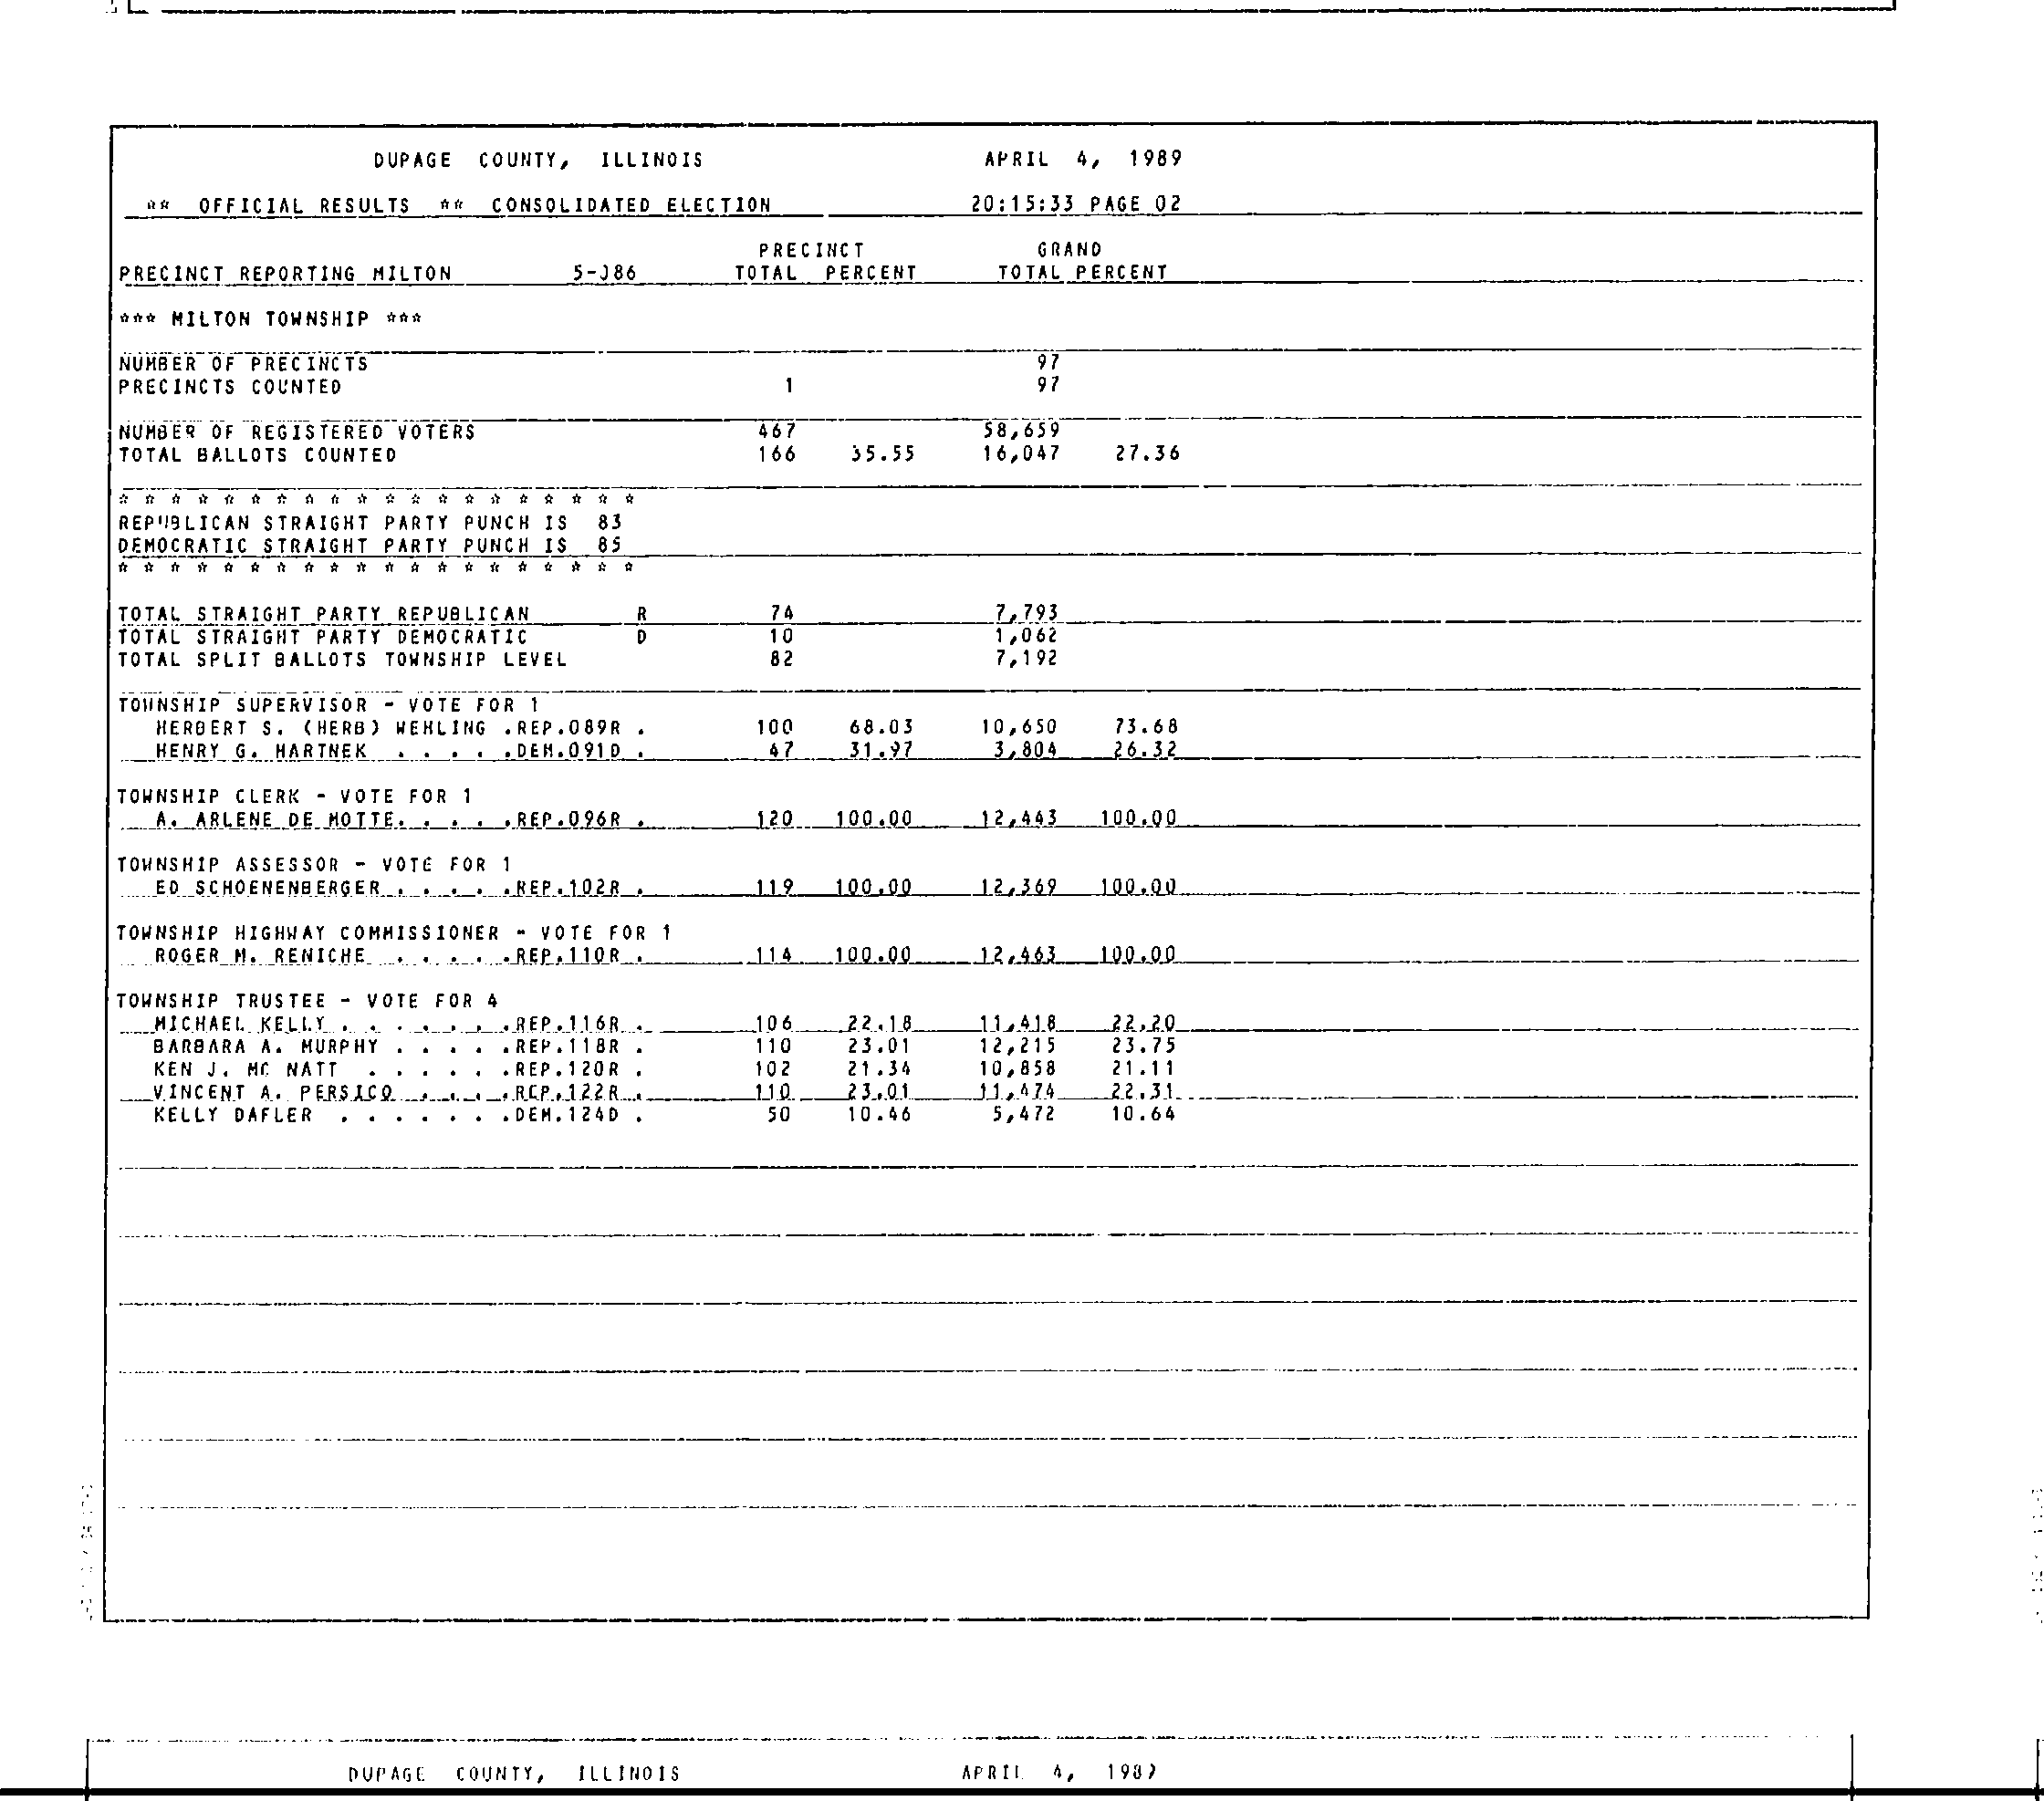 DUPAGE COUNTY, ILLINOIS APRIL 4, 1989
** OFFICIAL RESULTS ** CONSOLIDATED ELECTION 20:15:33 PAGE 02
PRECINCT GRAND
PRECINCT REPORTING MILTON 5-J86 TOTAL PERCENT TOTAL PERCENT
*** MILTON TOWNSHIP ***
NUMBER OF PRECINCTS 97
PRECINCTS COUNTED 1 97
NUMBER OF REGISTERED VOTERS 467 58,659
TOTAL BALLOTS COUNTED 166 35.55 16,047 27.36
* * * * * * * * * * * * * * * * * * * *
REPUBLICAN STRAIGHT PARTY PUNCH IS 83
DEMOCRATIC STRAIGHT PARTY PUNCH IS 85
* * * * * * * * * * * * * * * * * * * *
TOTAL STRAIGHT PARTY REPUBLICAN R 74 7,793
TOTAL STRAIGHT PARTY DEMOCRATIC D 10 1,062
TOTAL SPLIT BALLOTS TOWNSHIP LEVEL 82 7,192
TOWNSHIP SUPERVISOR - VOTE FOR 1
HERBERT S. (HERB) WEHLING .REP.089R . 100 68.03 10,650 73.68
HENRY G. HARTNEK . . . . .DEM.091D . 47 31.97 3,804 26.32
TOWNSHIP CLERK - VOTE FOR 1
A. ARLENE DE MOTTE. . . . .REP.096R . 120 100.00 12,443 100.00
TOWNSHIP ASSESSOR - VOTE FOR 1
ED SCHOENENBERGER . . . . .REP.102R . 119 100.00 12,369 100.00
TOWNSHIP HIGHWAY COMMISSIONER - VOTE FOR 1
ROGER M. RENICHE . . . . .REP.110R . 114 100.00 12,463 100.00
TOWNSHIP TRUSTEE - VOTE FOR 4
MICHAEL KELLY . . . . . . .REP.116R . 106 22.18 11,418 22.20
BARBARA A. MURPHY . . . . .REP.118R . 110 23.01 12,215 23.75
KEN J. MC NATT . . . . . .REP.120R . 102 21.34 10,858 21.11
VINCENT A. PERSICO . . . .REP.122R . 110 23.01 11,474 22.31
KELLY DAFLER . . . . . . .DEM.124D . 50 10.46 5,472 10.64
DUPAGE COUNTY, ILLINOIS APRIL 4,